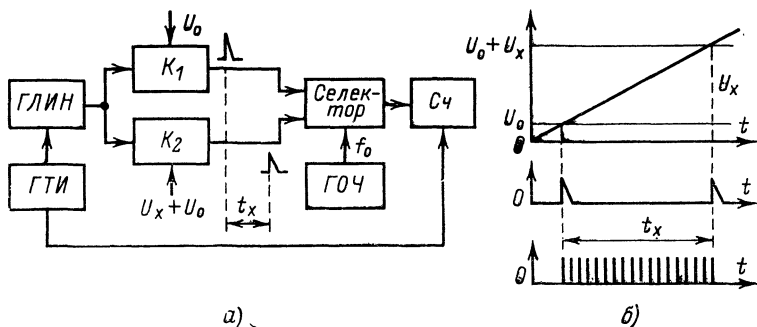 U₀
K₁
ГЛИН
K₂
ГТИ
Uₓ+U₀
tₓ
Селек-
тор
f₀
ГОЧ
Сч
а)
U₀+Uₓ
Uₓ
U₀
0
t
0
t
tₓ
0
t
б)